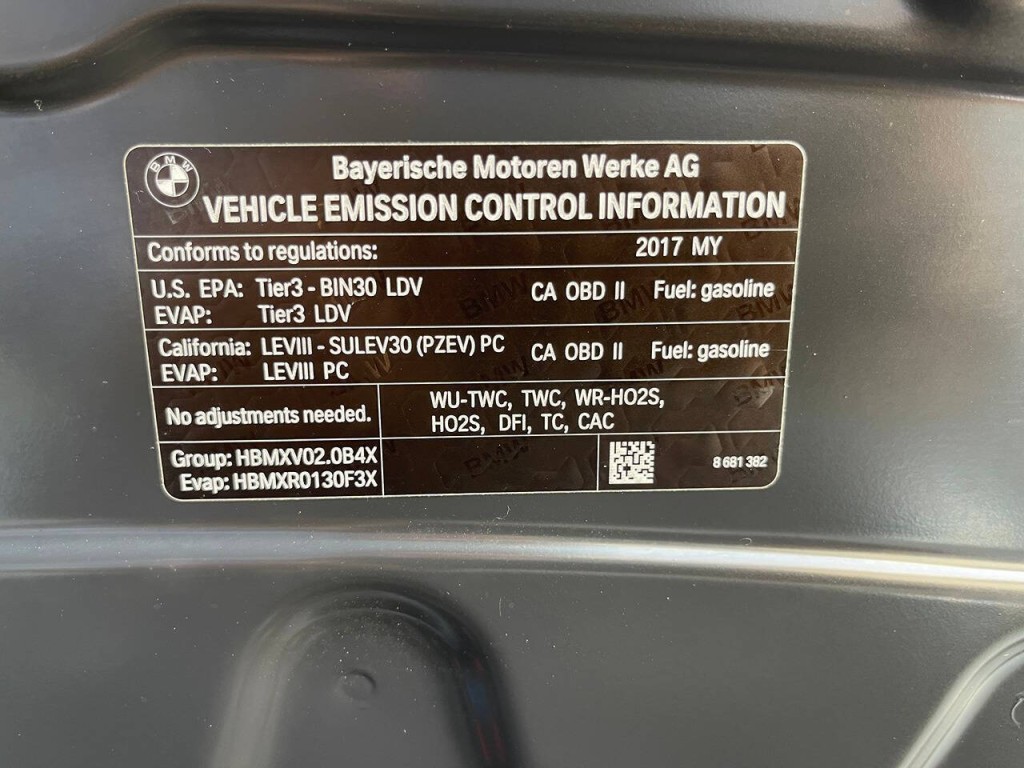 BMW
Bayerische Motoren Werke AG
VEHICLE EMISSION CONTROL INFORMATION
Conforms to regulations: 2017 MY
U.S. EPA: Tier3 - BIN30 LDV CA OBD II Fuel: gasoline
EVAP: Tier3 LDV
California: LEVIII - SULEV30 (PZEV) PC CA OBD II Fuel: gasoline
EVAP: LEVIII PC
No adjustments needed.
WU-TWC, TWC, WR-HO2S,
HO2S, DFI, TC, CAC
Group: HBMXV02.0B4X
Evap: HBMXR0130F3X
8 681 382